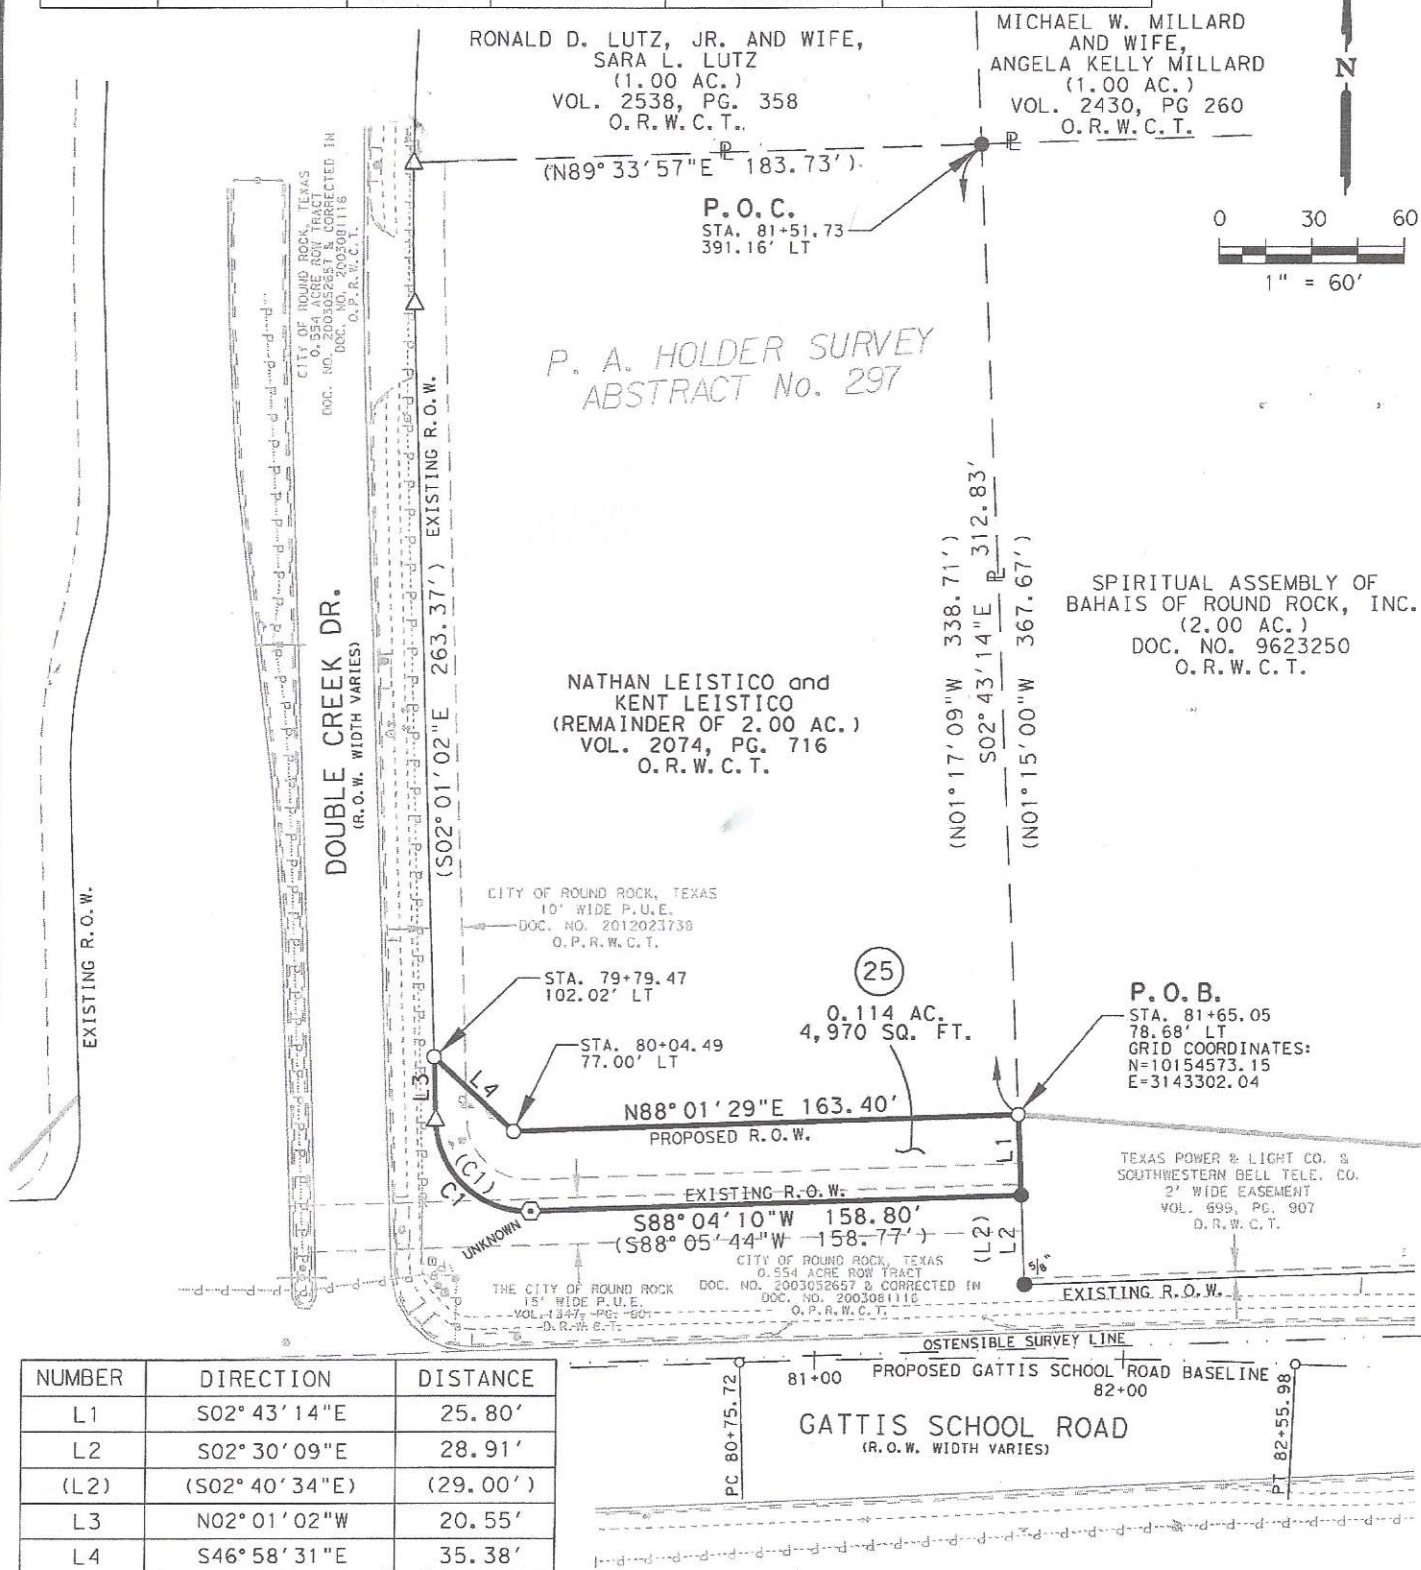 RONALD D. LUTZ, JR. AND WIFE,
SARA L. LUTZ
(1.00 AC.)
VOL. 2538, PG. 358
O.R.W.C.T.
MICHAEL W. MILLARD
AND WIFE,
ANGELA KELLY MILLARD
(1.00 AC.)
VOL. 2430, PG 260
O.R.W.C.T.
N
0 30 60
1" = 60'
(N89°33'57"E 183.73')
P.O.C.
STA. 81+51.73
391.16' LT
CITY OF ROUND ROCK, TEXAS
0.554 ACRE ROW TRACT
DOC. NO. 2003052657 & CORRECTED IN
DOC. NO. 2003081116
O.P.R.W.C.T.
P. A. HOLDER SURVEY
ABSTRACT No. 297
(S02°01'02"E 263.37') EXISTING R.O.W.
DOUBLE CREEK DR.
(R.O.W. WIDTH VARIES)
EXISTING R.O.W.
(N01°17'09"W 338.71')
S02°43'14"E 312.83'
(N01°15'00"W 367.67')
SPIRITUAL ASSEMBLY OF
BAHAIS OF ROUND ROCK, INC.
(2.00 AC.)
DOC. NO. 9623250
O.R.W.C.T.
NATHAN LEISTICO and
KENT LEISTICO
(REMAINDER OF 2.00 AC.)
VOL. 2074, PG. 716
O.R.W.C.T.
CITY OF ROUND ROCK, TEXAS
10' WIDE P.U.E.
DOC. NO. 2012023738
O.P.R.W.C.T.
STA. 79+79.47
102.02' LT
STA. 80+04.49
77.00' LT
25
0.114 AC.
4,970 SQ. FT.
P.O.B.
STA. 81+65.05
78.68' LT
GRID COORDINATES:
N=10154573.15
E=3143302.04
L3
L4
N88°01'29"E 163.40'
PROPOSED R.O.W.
L1
(C1)
C1
UNKNOWN
EXISTING R.O.W.
S88°04'10"W 158.80'
(S88°05'44"W 158.77')
(L2)
L2
5/8"
TEXAS POWER & LIGHT CO. &
SOUTHWESTERN BELL TELE. CO.
2' WIDE EASEMENT
VOL. 699, PG. 907
D.R.W.C.T.
THE CITY OF ROUND ROCK
15' WIDE P.U.E.
VOL. 1347, PG. 801
D.R.W.C.T.
CITY OF ROUND ROCK, TEXAS
0.554 ACRE ROW TRACT
DOC. NO. 2003052657 & CORRECTED IN
DOC. NO. 2003081116
O.P.R.W.C.T.
EXISTING R.O.W.
OSTENSIBLE SURVEY LINE
81+00 PROPOSED GATTIS SCHOOL ROAD BASELINE
82+00
PC 80+75.72
PT 82+55.98
GATTIS SCHOOL ROAD
(R.O.W. WIDTH VARIES)
NUMBER DIRECTION DISTANCE
L1 S02°43'14"E 25.80'
L2 S02°30'09"E 28.91'
(L2) (S02°40'34"E) (29.00')
L3 N02°01'02"W 20.55'
L4 S46°58'31"E 35.38'